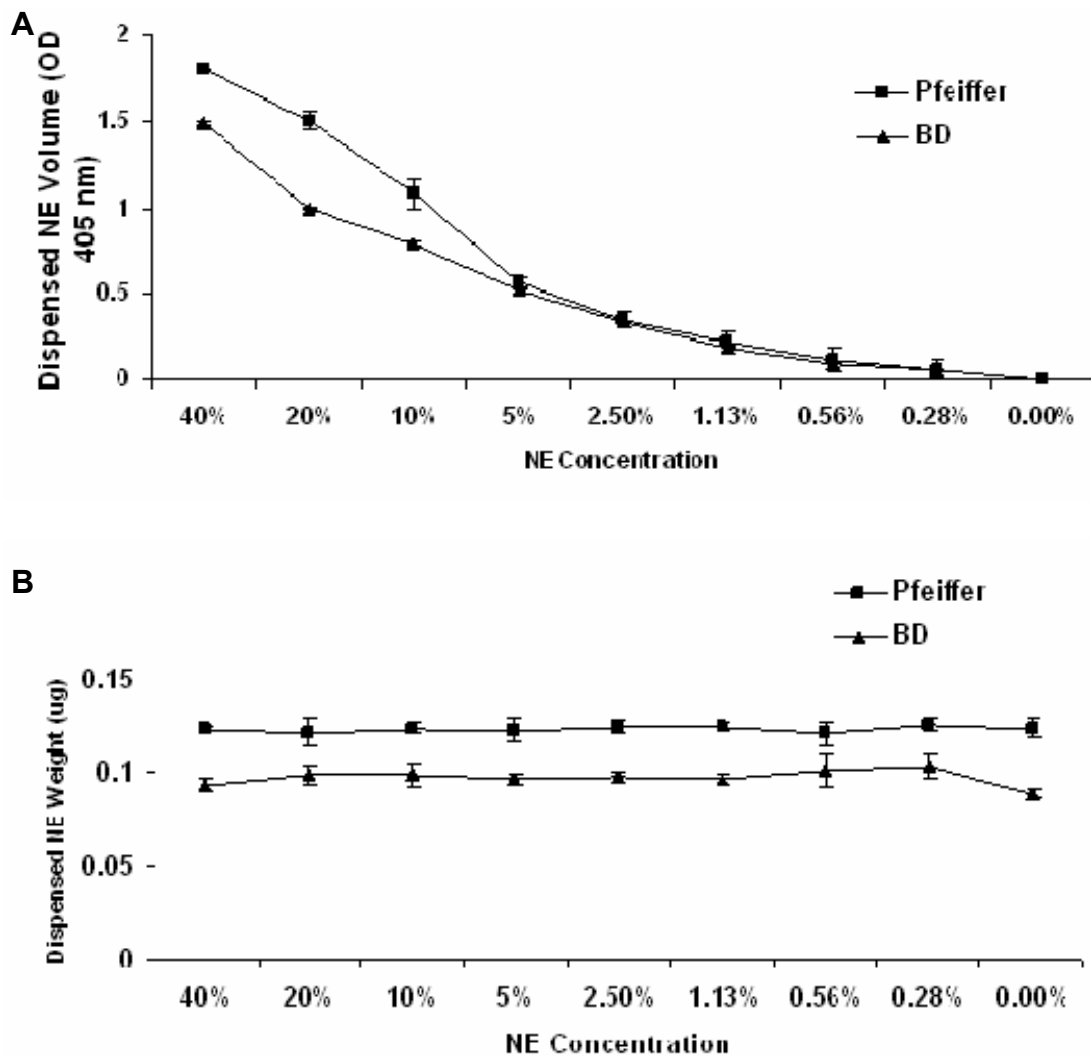 A
Dispensed NE Volume (OD
405 nm)
2
1.5
1
0.5
0
Pfeiffer
BD
40% 20% 10% 5% 2.50% 1.13% 0.56% 0.28% 0.00%
NE Concentration
B
Dispensed NE Weight (ug)
Pfeiffer
BD
0.15
0.1
0.05
0
40% 20% 10% 5% 2.50% 1.13% 0.56% 0.28% 0.00%
NE Concentration